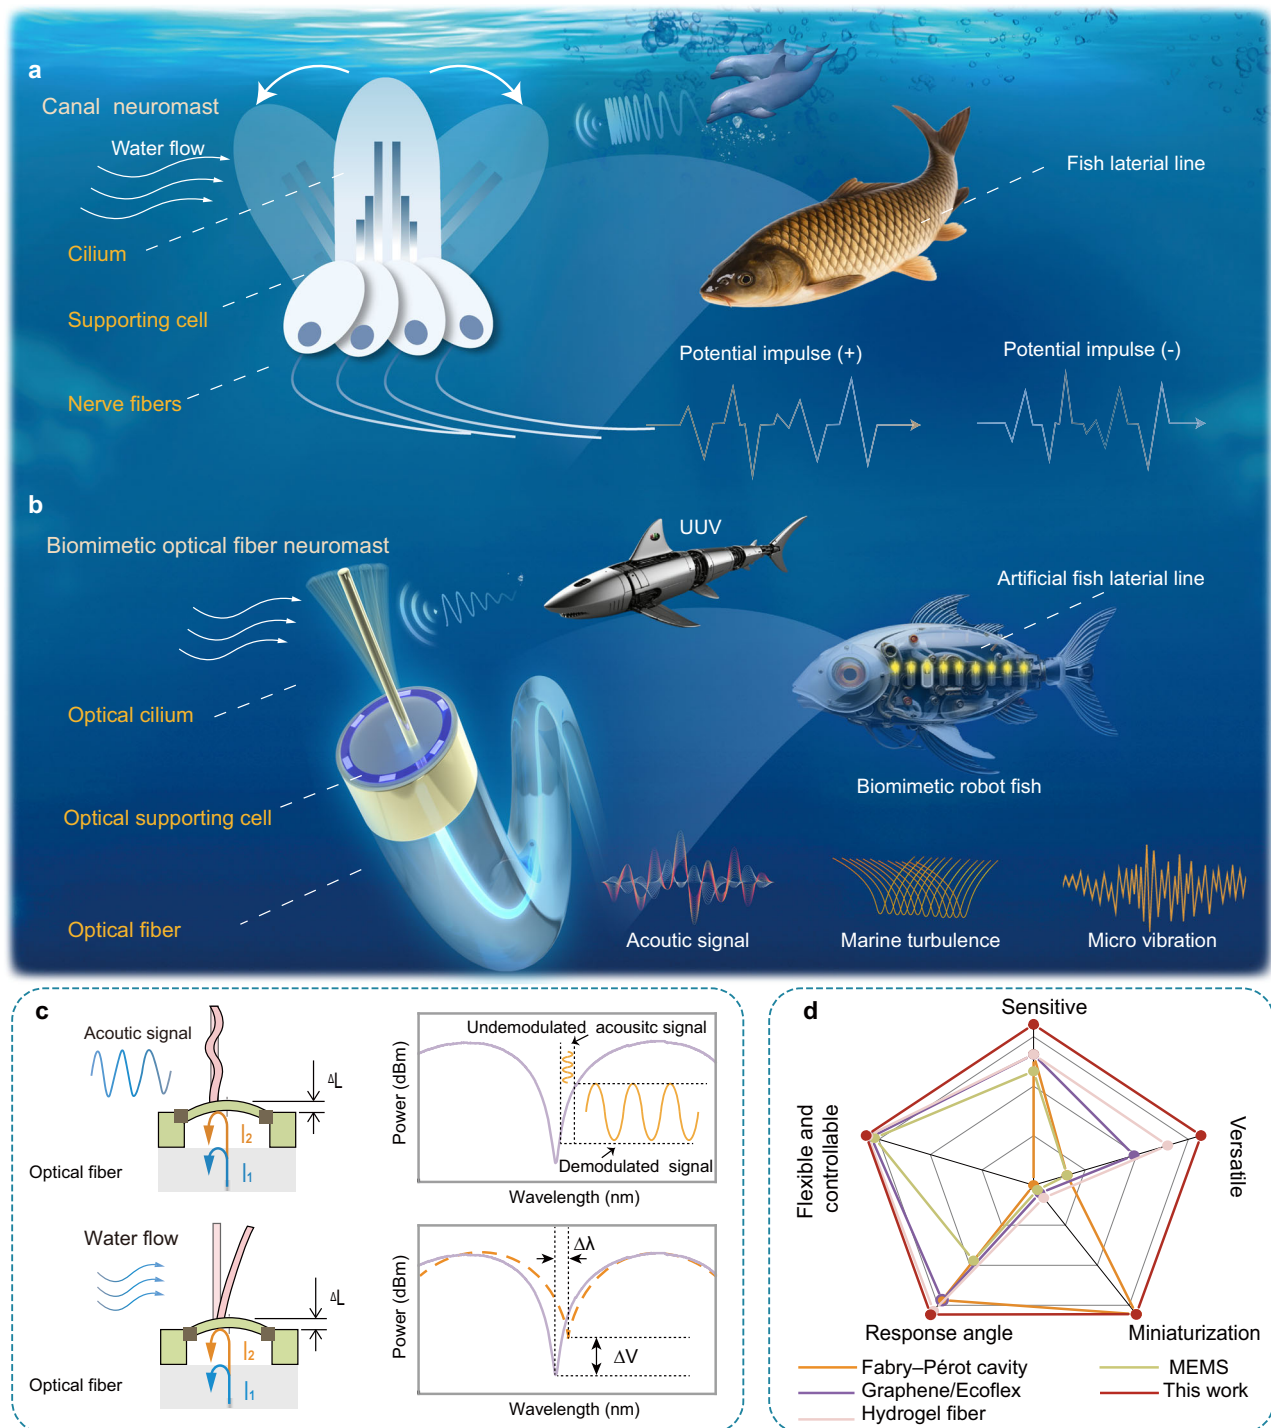 a
Canal neuromast
Water flow
Cilium
Supporting cell
Nerve fibers
Fish laterial line
Potential impulse (+)
Potential impulse (-)
b
Biomimetic optical fiber neuromast
UUV
Artificial fish laterial line
Optical cilium
Optical supporting cell
Optical fiber
Biomimetic robot fish
Acoutic signal
Marine turbulence
Micro vibration
c
Acoutic signal
ΔL
I2
I1
Optical fiber
Undemodulated acousitc signal
Power (dBm)
Demodulated signal
Wavelength (nm)
Water flow
ΔL
I2
I1
Optical fiber
Δλ
Power (dBm)
ΔV
Wavelength (nm)
d
Sensitive
Flexible and
controllable
Versatile
Response angle
Miniaturization
Fabry–Pérot cavity
MEMS
Graphene/Ecoflex
This work
Hydrogel fiber